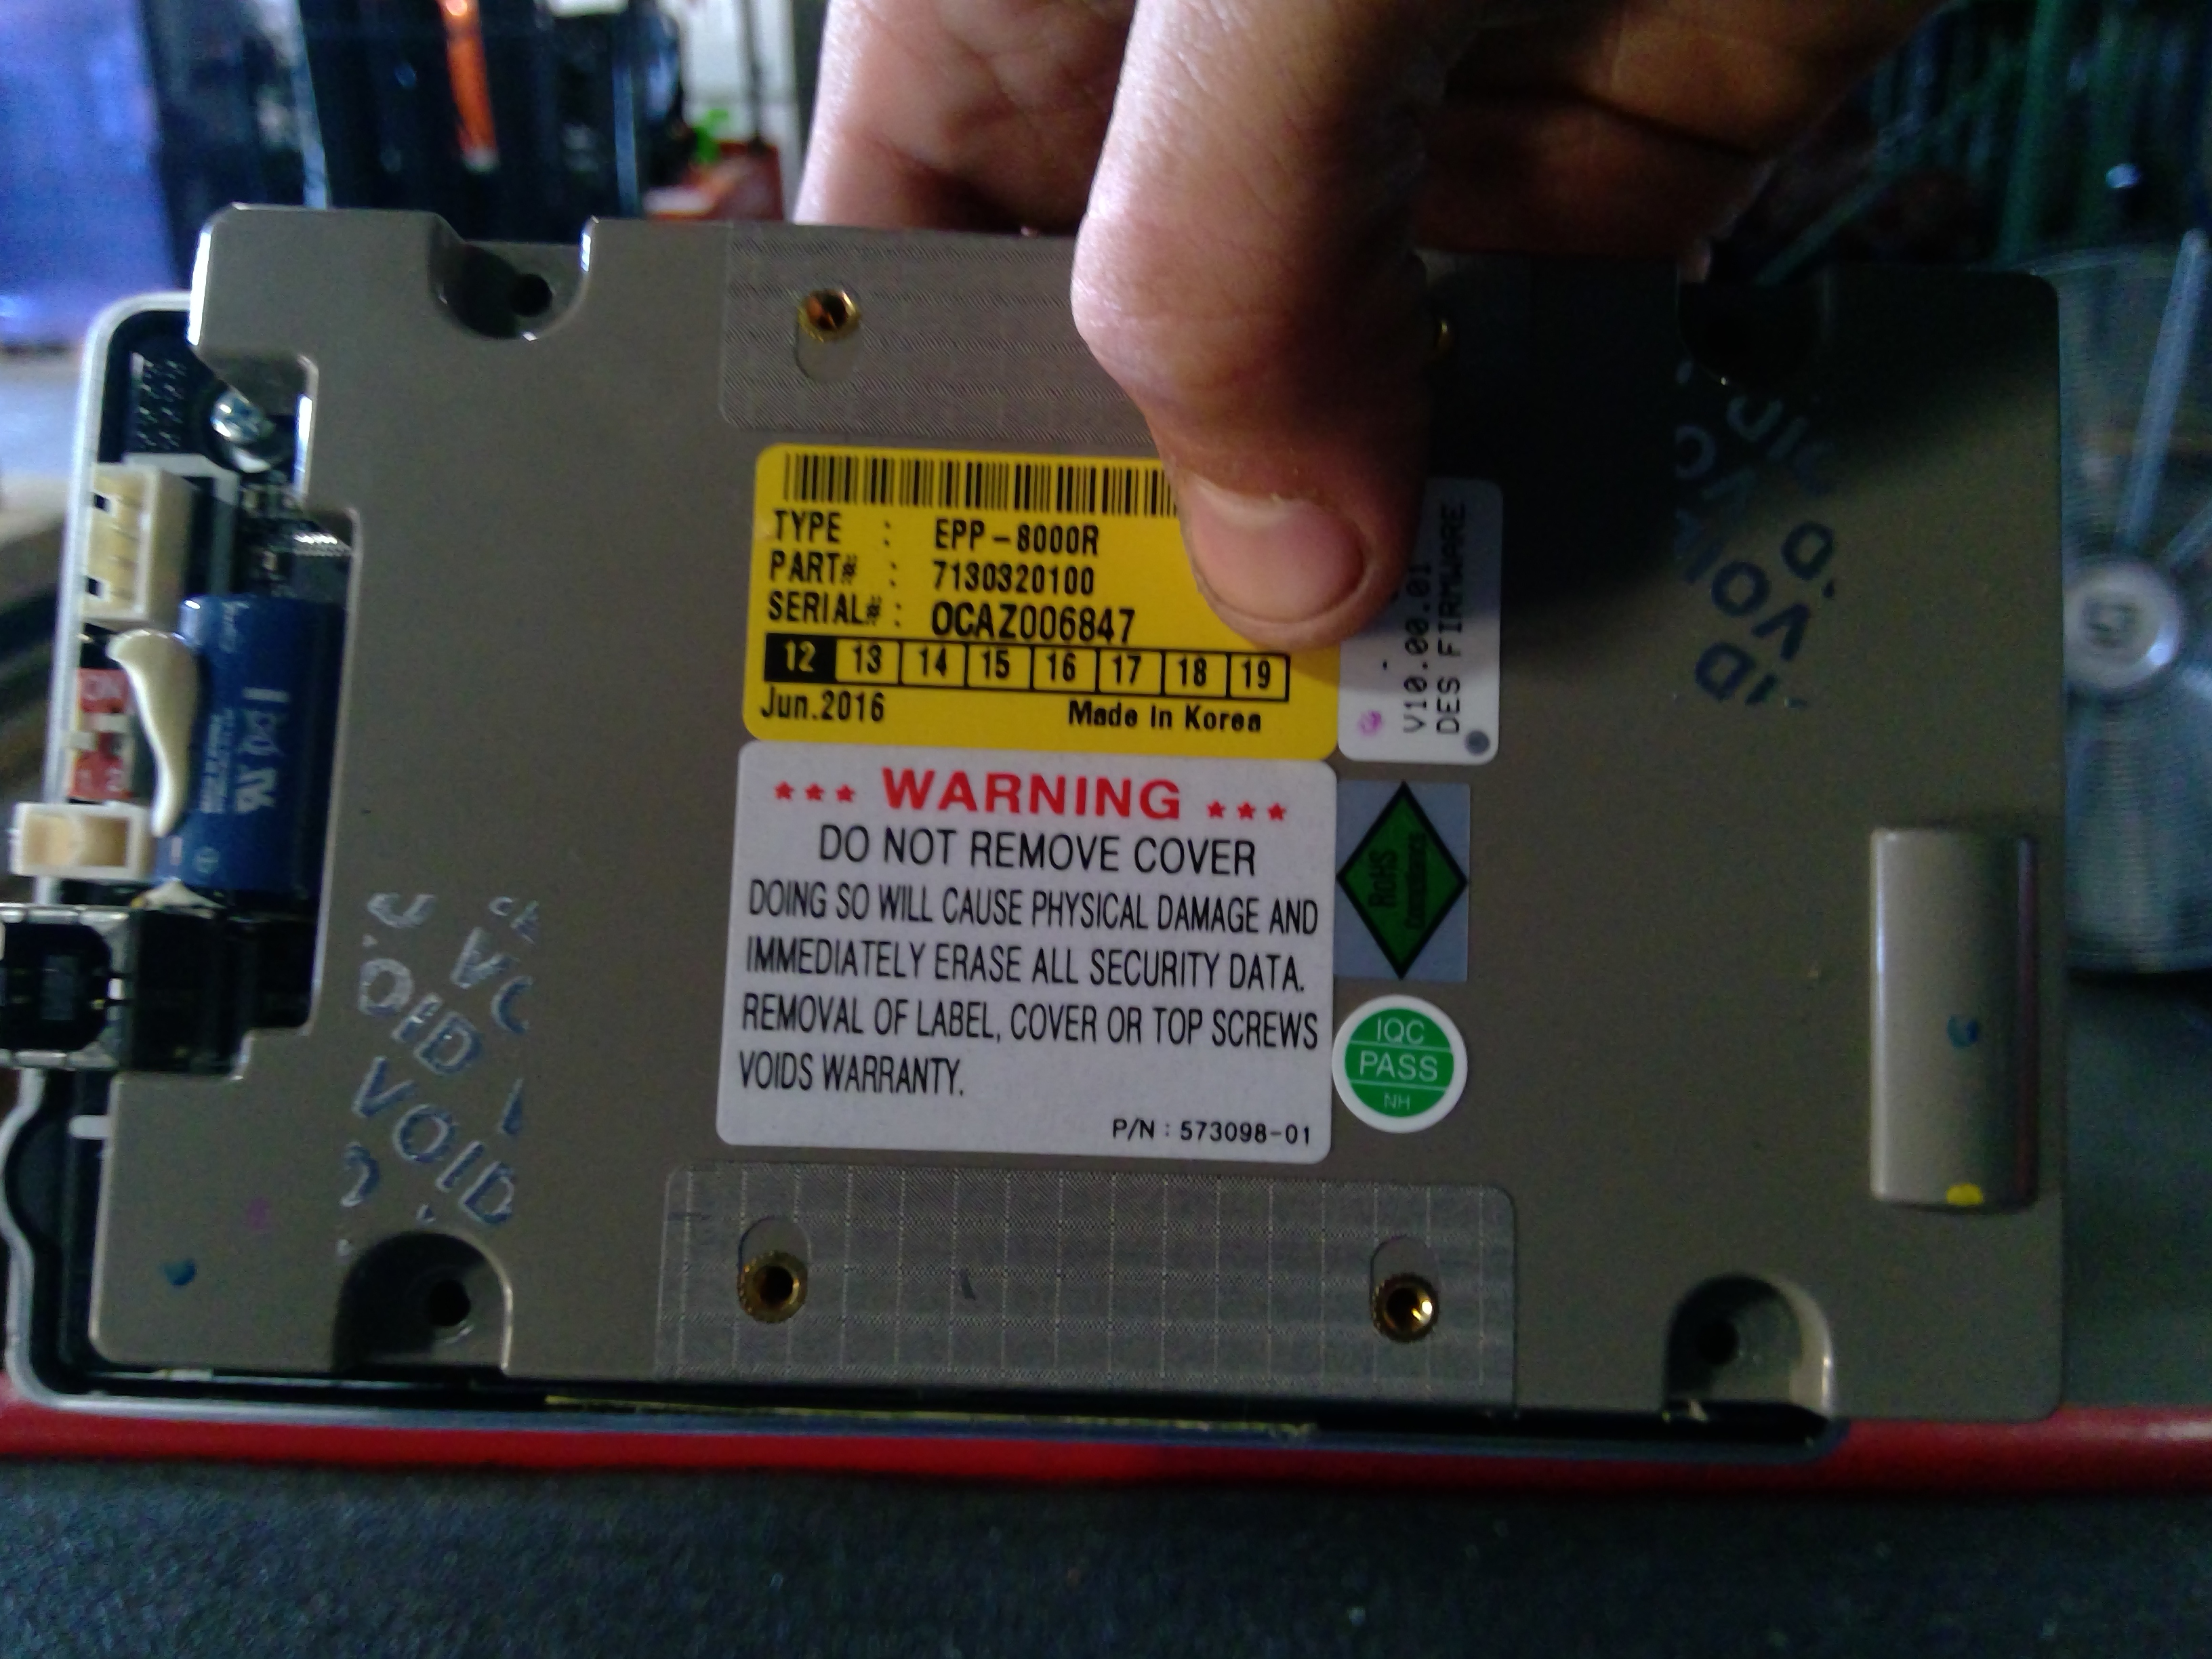 TYPE : EPP-8000R
PART# : 7130320100
SERIAL# : OCAZ006847
12 13 14 15 16 17 18 19
Jun.2016 Made In Korea
V10.00.01
DES FIRMWARE
*** WARNING ***
DO NOT REMOVE COVER
DOING SO WILL CAUSE PHYSICAL DAMAGE AND
IMMEDIATELY ERASE ALL SECURITY DATA.
REMOVAL OF LABEL, COVER OR TOP SCREWS
VOIDS WARRANTY.
P/N : 573098-01
RoHS
IQC
PASS
NH
VOID
VOID
ON
1 2